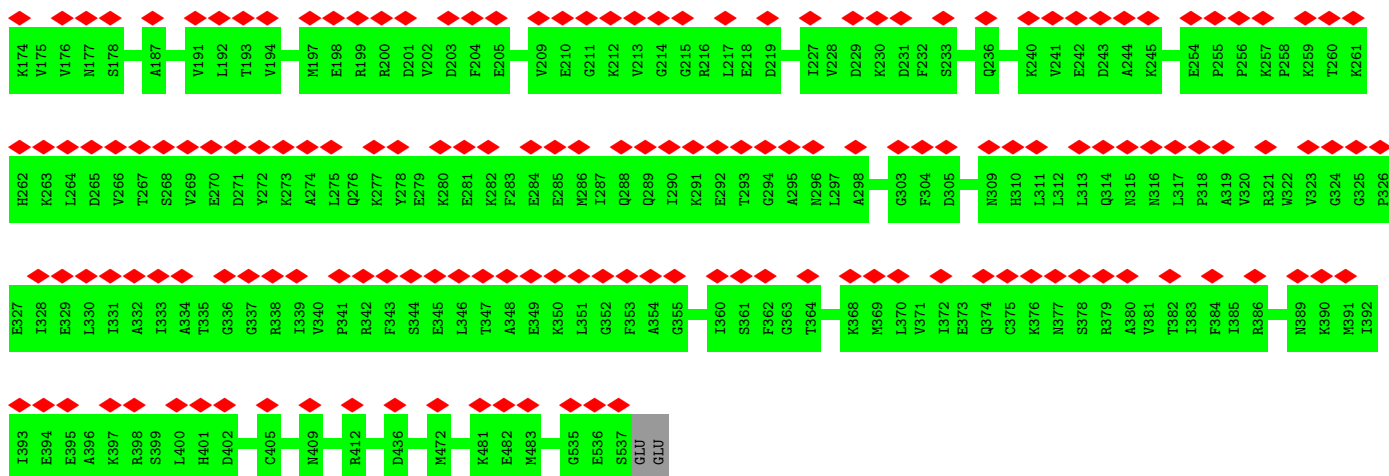 K174 V175 V176 N177 S178 A187 V191 L192 T193 V194 M197 E198 R199 R200 D201 V202 D203 F204 E205 V209 E210 G211 K212 V213 G214 G215 R216 L217 E218 D219 I227 V228 D229 K230 D231 F232 S233 Q236 K240 V241 E242 D243 A244 K245 E254 P255 P256 K257 P258 K259 T260 K261
H262 K263 L264 D265 V266 T267 S268 V269 E270 D271 Y272 K273 A274 L275 Q276 K277 Y278 E279 K280 E281 K282 F283 E284 E285 M286 I287 Q288 Q289 I290 K291 E292 T293 G294 A295 N296 L297 A298 G303 F304 D305 N309 H310 L311 L312 L313 Q314 N315 N316 L317 P318 A319 V320 R321 W322 V323 G324 G325 P326
E327 I328 E329 L330 I331 A332 I333 A334 T335 G336 G337 R338 I339 V340 P341 R342 F343 S344 E345 L346 T347 A348 E349 K350 L351 G352 F353 A354 G355 I360 S361 F362 G363 T364 K368 M369 L370 V371 I372 E373 Q374 C375 K376 N377 S378 R379 A380 V381 T382 I383 F384 I385 R386 N389 K390 M391 I392
I393 E394 E395 A396 K397 R398 S399 L400 H401 D402 C405 N409 R412 D436 M472 K481 E482 M483 G535 E536 S537 GLU GLU